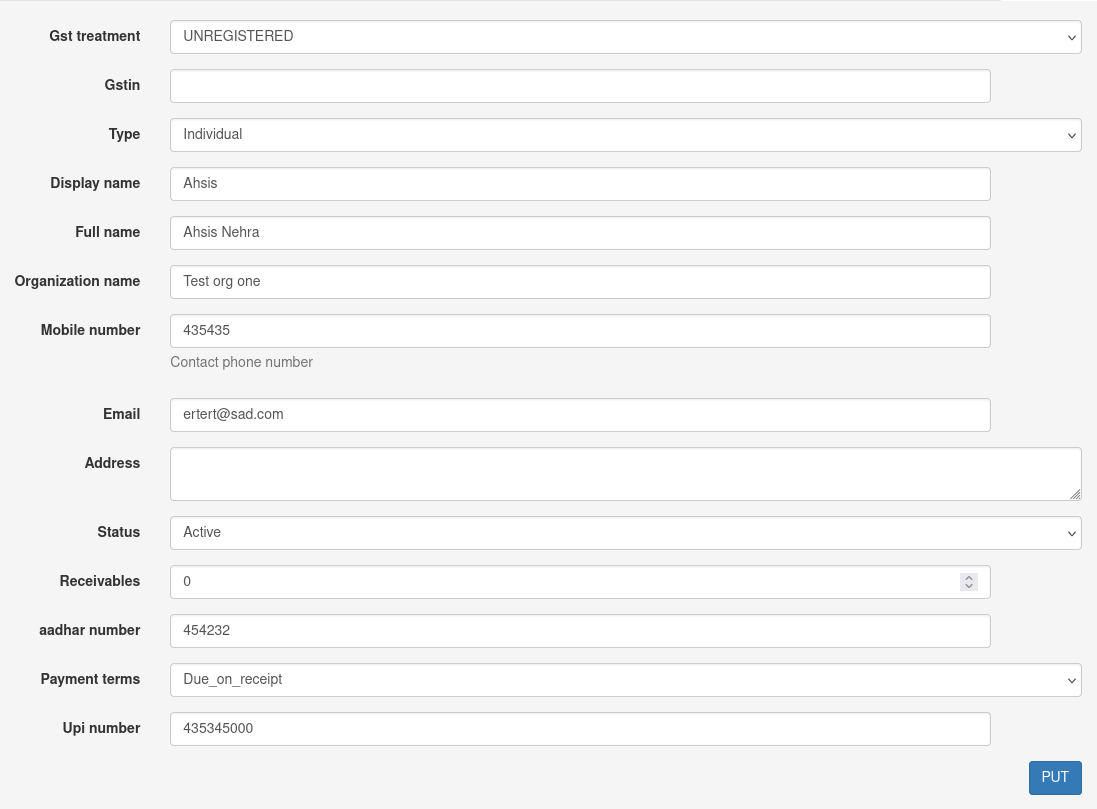 Gst treatment UNREGISTERED
Gstin
Type Individual
Display name Ahsis
Full name Ahsis Nehra
Organization name Test org one
Mobile number 435435
Contact phone number
Email ertert@sad.com
Address
Status Active
Receivables 0
aadhar number 454232
Payment terms Due_on_receipt
Upi number 435345000
PUT